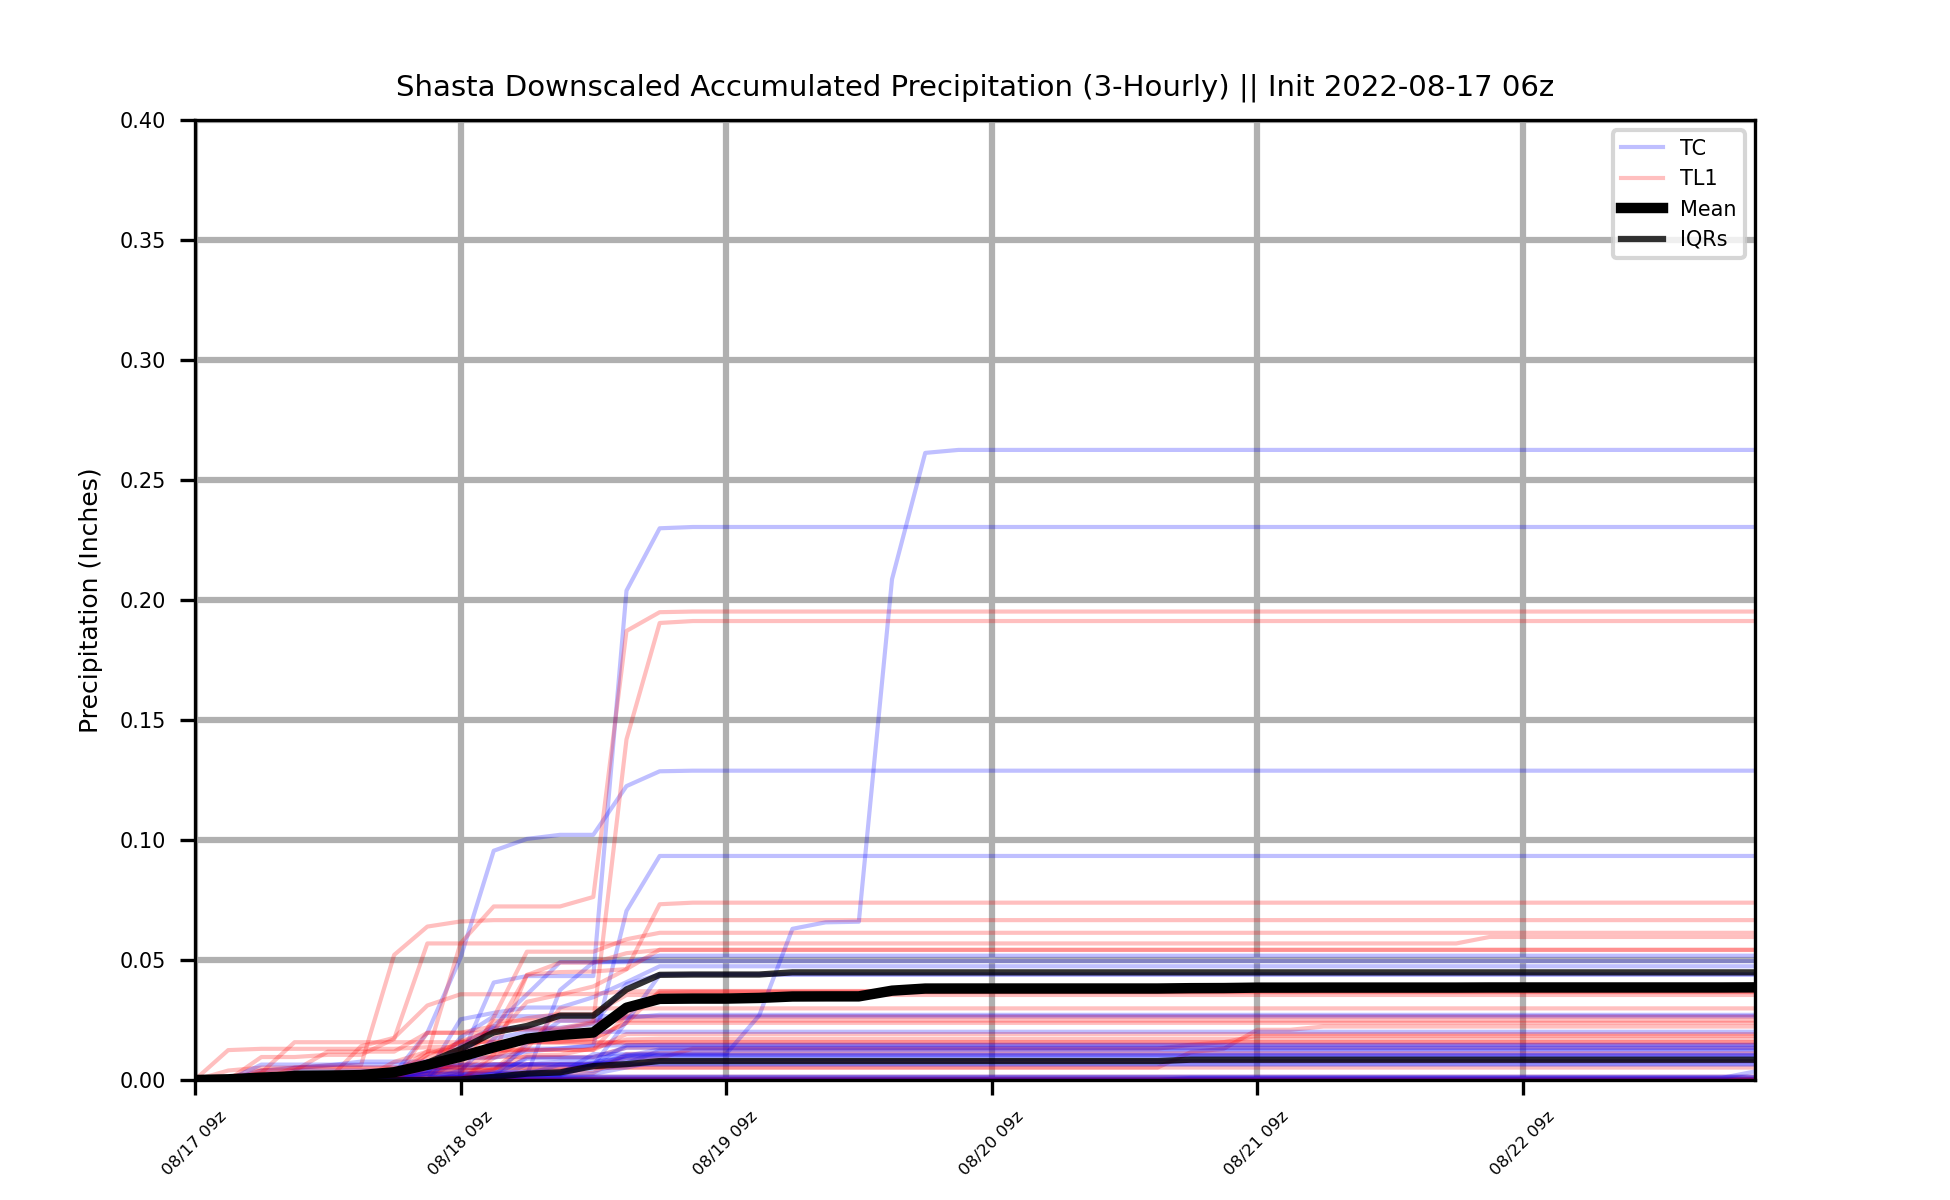 Shasta Downscaled Accumulated Precipitation (3-Hourly) || Init 2022-08-17 06z
TC
TL1
Mean
IQRs
Precipitation (Inches)
0.40
0.35
0.30
0.25
0.20
0.15
0.10
0.05
0.00
08/17 09z
08/18 09z
08/19 09z
08/20 09z
08/21 09z
08/22 09z